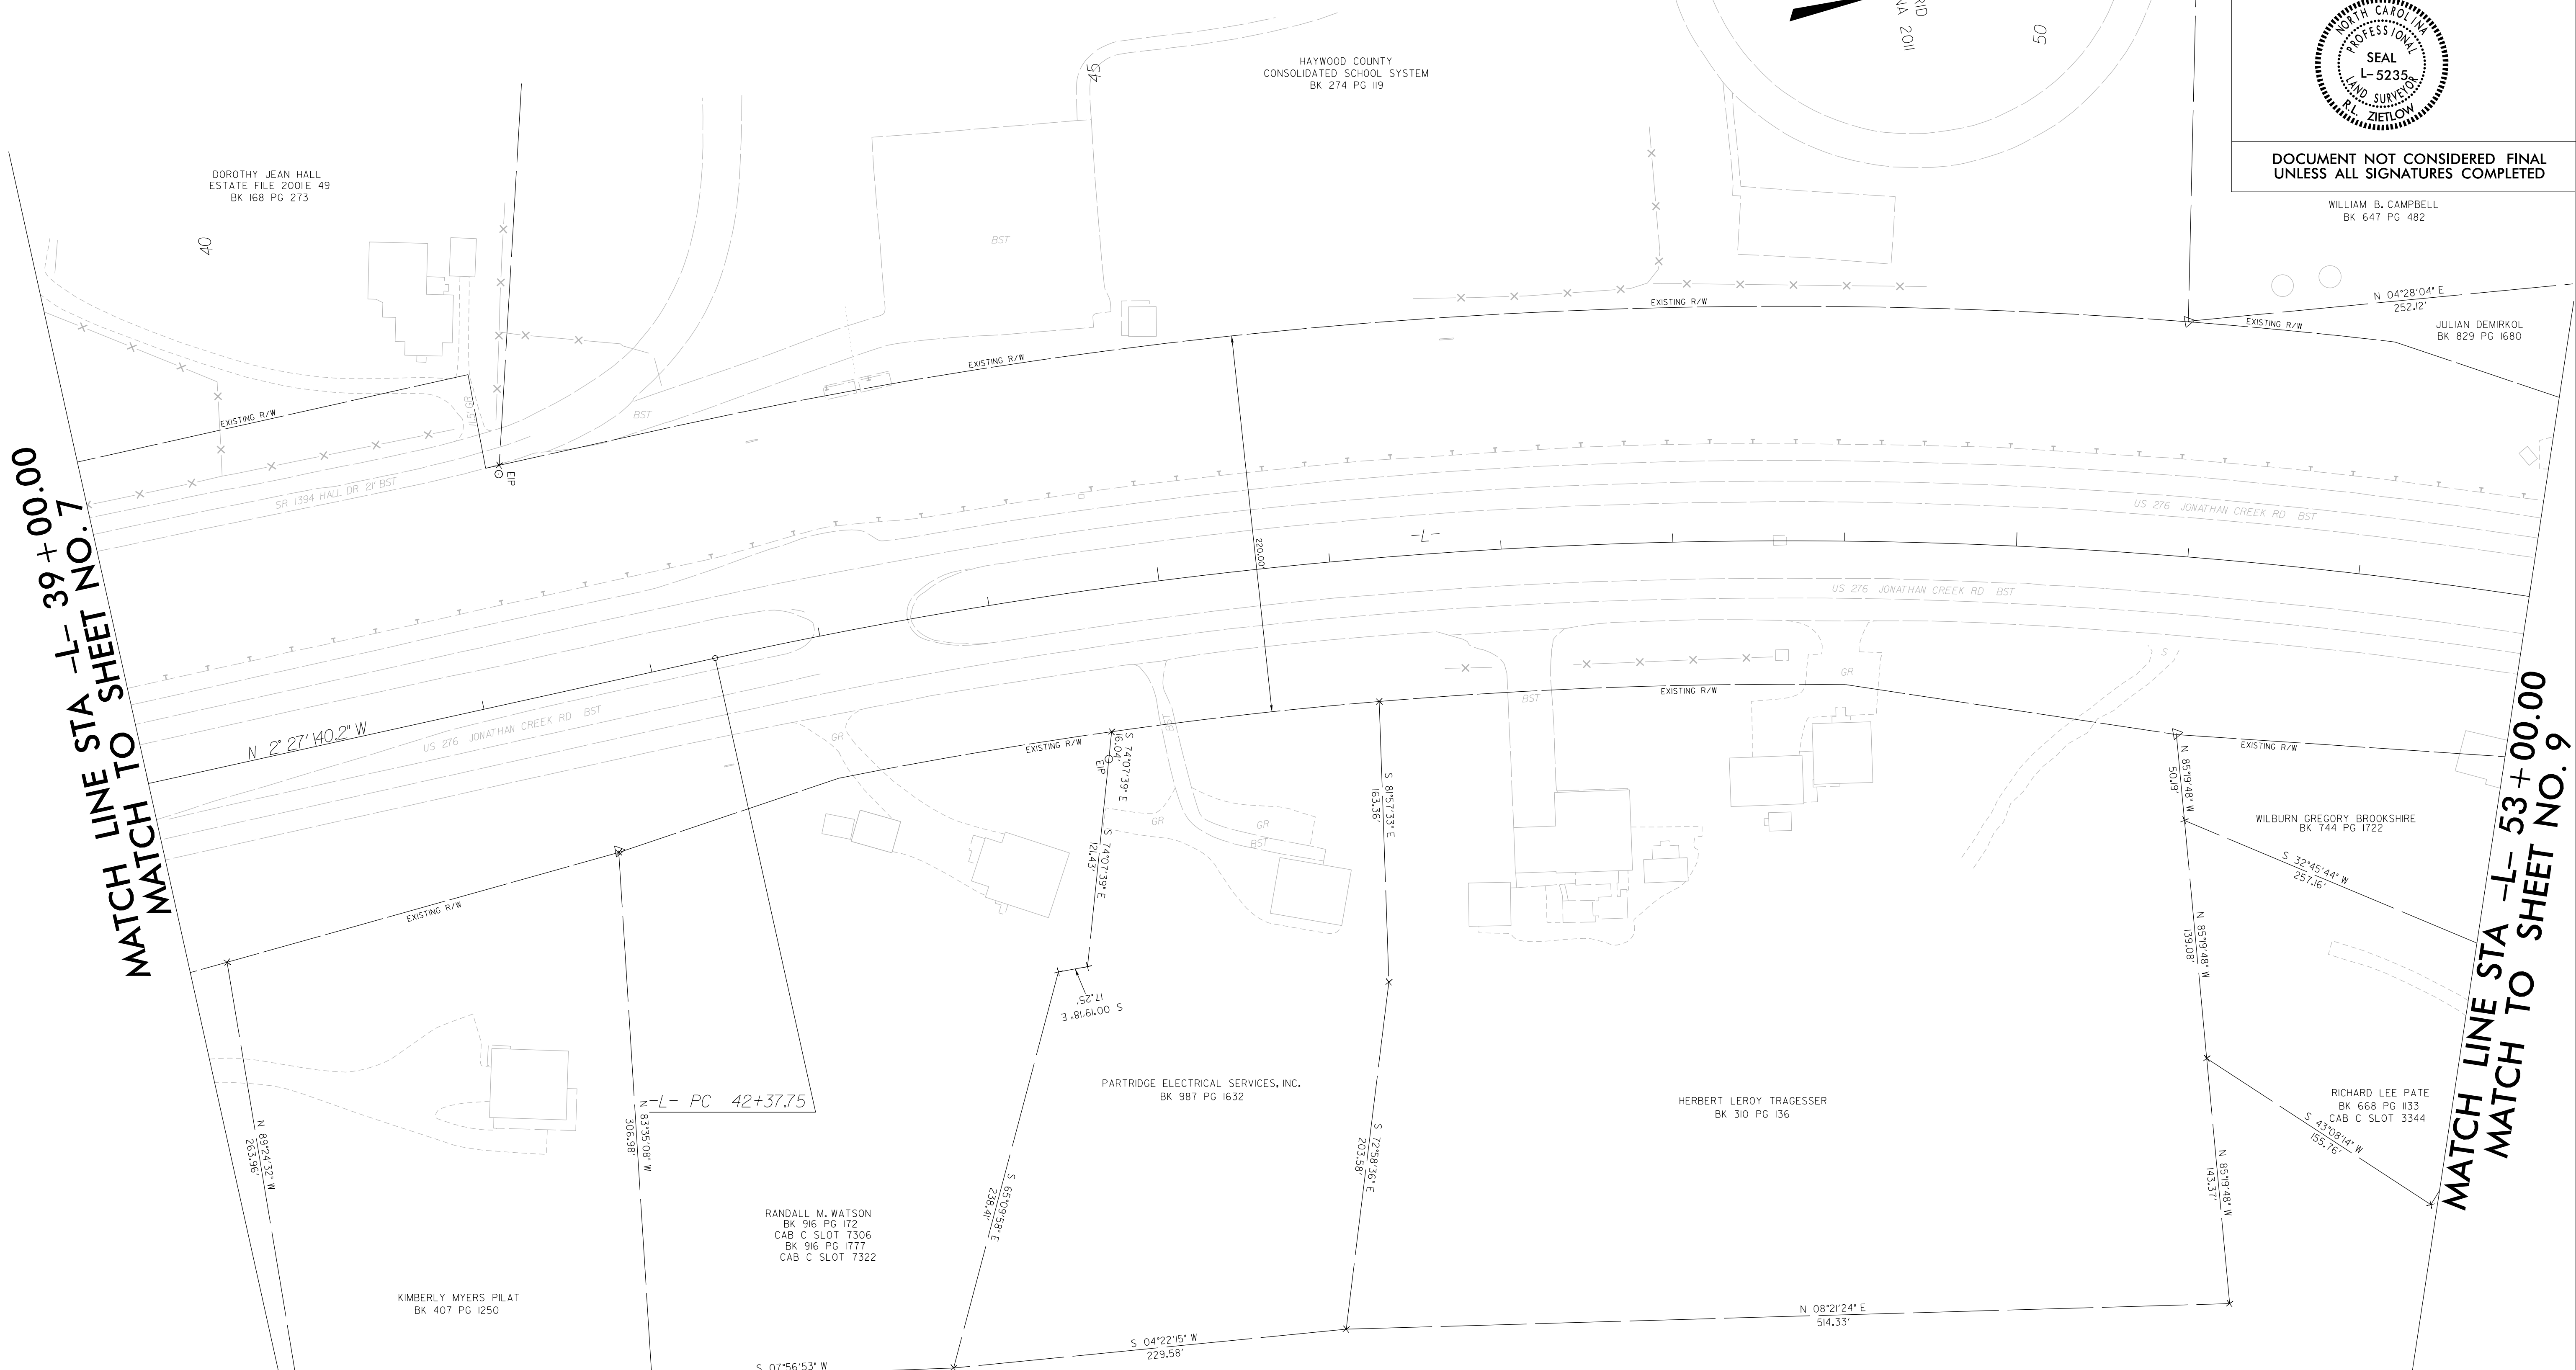 HAYWOOD COUNTY
CONSOLIDATED SCHOOL SYSTEM
BK 274 PG 119
45
50
NA 2011
NORTH CAROLINA
PROFESSIONAL
SEAL
L-5235
LAND SURVEYOR
R.L. ZIETLOW
DOCUMENT NOT CONSIDERED FINAL
UNLESS ALL SIGNATURES COMPLETED
WILLIAM B. CAMPBELL
BK 647 PG 482
DOROTHY JEAN HALL
ESTATE FILE 2001E 49
BK 168 PG 273
40
BST
N 04°28'04" E
252.12'
JULIAN DEMIRKOL
BK 829 PG 1680
EXISTING R/W
EXISTING R/W
EXISTING R/W
EXISTING R/W
BST
EIP
SR 1394 HALL DR 21' BST
MATCH LINE STA -L- 39+00.00
MATCH TO SHEET NO. 7
220.00'
-L-
US 276 JONATHAN CREEK RD BST
US 276 JONATHAN CREEK RD BST
N 2° 27' 40.2" W
US 276 JONATHAN CREEK RD BST
GR
EXISTING R/W
EIP
S 74°07'39" E
16.04'
S 74°07'39" E
121.43'
GR
GR
BST
S 81°57'33" E
163.36'
BST
EXISTING R/W
GR
S
EXISTING R/W
N 85°19'48" W
50.19'
WILBURN GREGORY BROOKSHIRE
BK 744 PG 1722
S 32°45'44" W
257.16'
N 85°19'48" W
139.08'
MATCH LINE STA -L- 53+00.00
MATCH TO SHEET NO. 9
EXISTING R/W
S 00°19'18" E
17.25'
-L- PC 42+37.75
N 83°35'08" W
306.98'
N 89°24'32" W
263.96'
PARTRIDGE ELECTRICAL SERVICES, INC.
BK 987 PG 1632
HERBERT LEROY TRAGESSER
BK 310 PG 136
RICHARD LEE PATE
BK 668 PG 1133
CAB C SLOT 3344
S 43°08'14" W
155.76'
S 72°58'36" E
203.58'
N 85°19'48" W
143.37'
S 65°09'58" E
238.41'
RANDALL M. WATSON
BK 916 PG 172
CAB C SLOT 7306
BK 916 PG 1777
CAB C SLOT 7322
KIMBERLY MYERS PILAT
BK 407 PG 1250
N 08°21'24" E
514.33'
S 04°22'15" W
229.58'
S 07°56'53" W